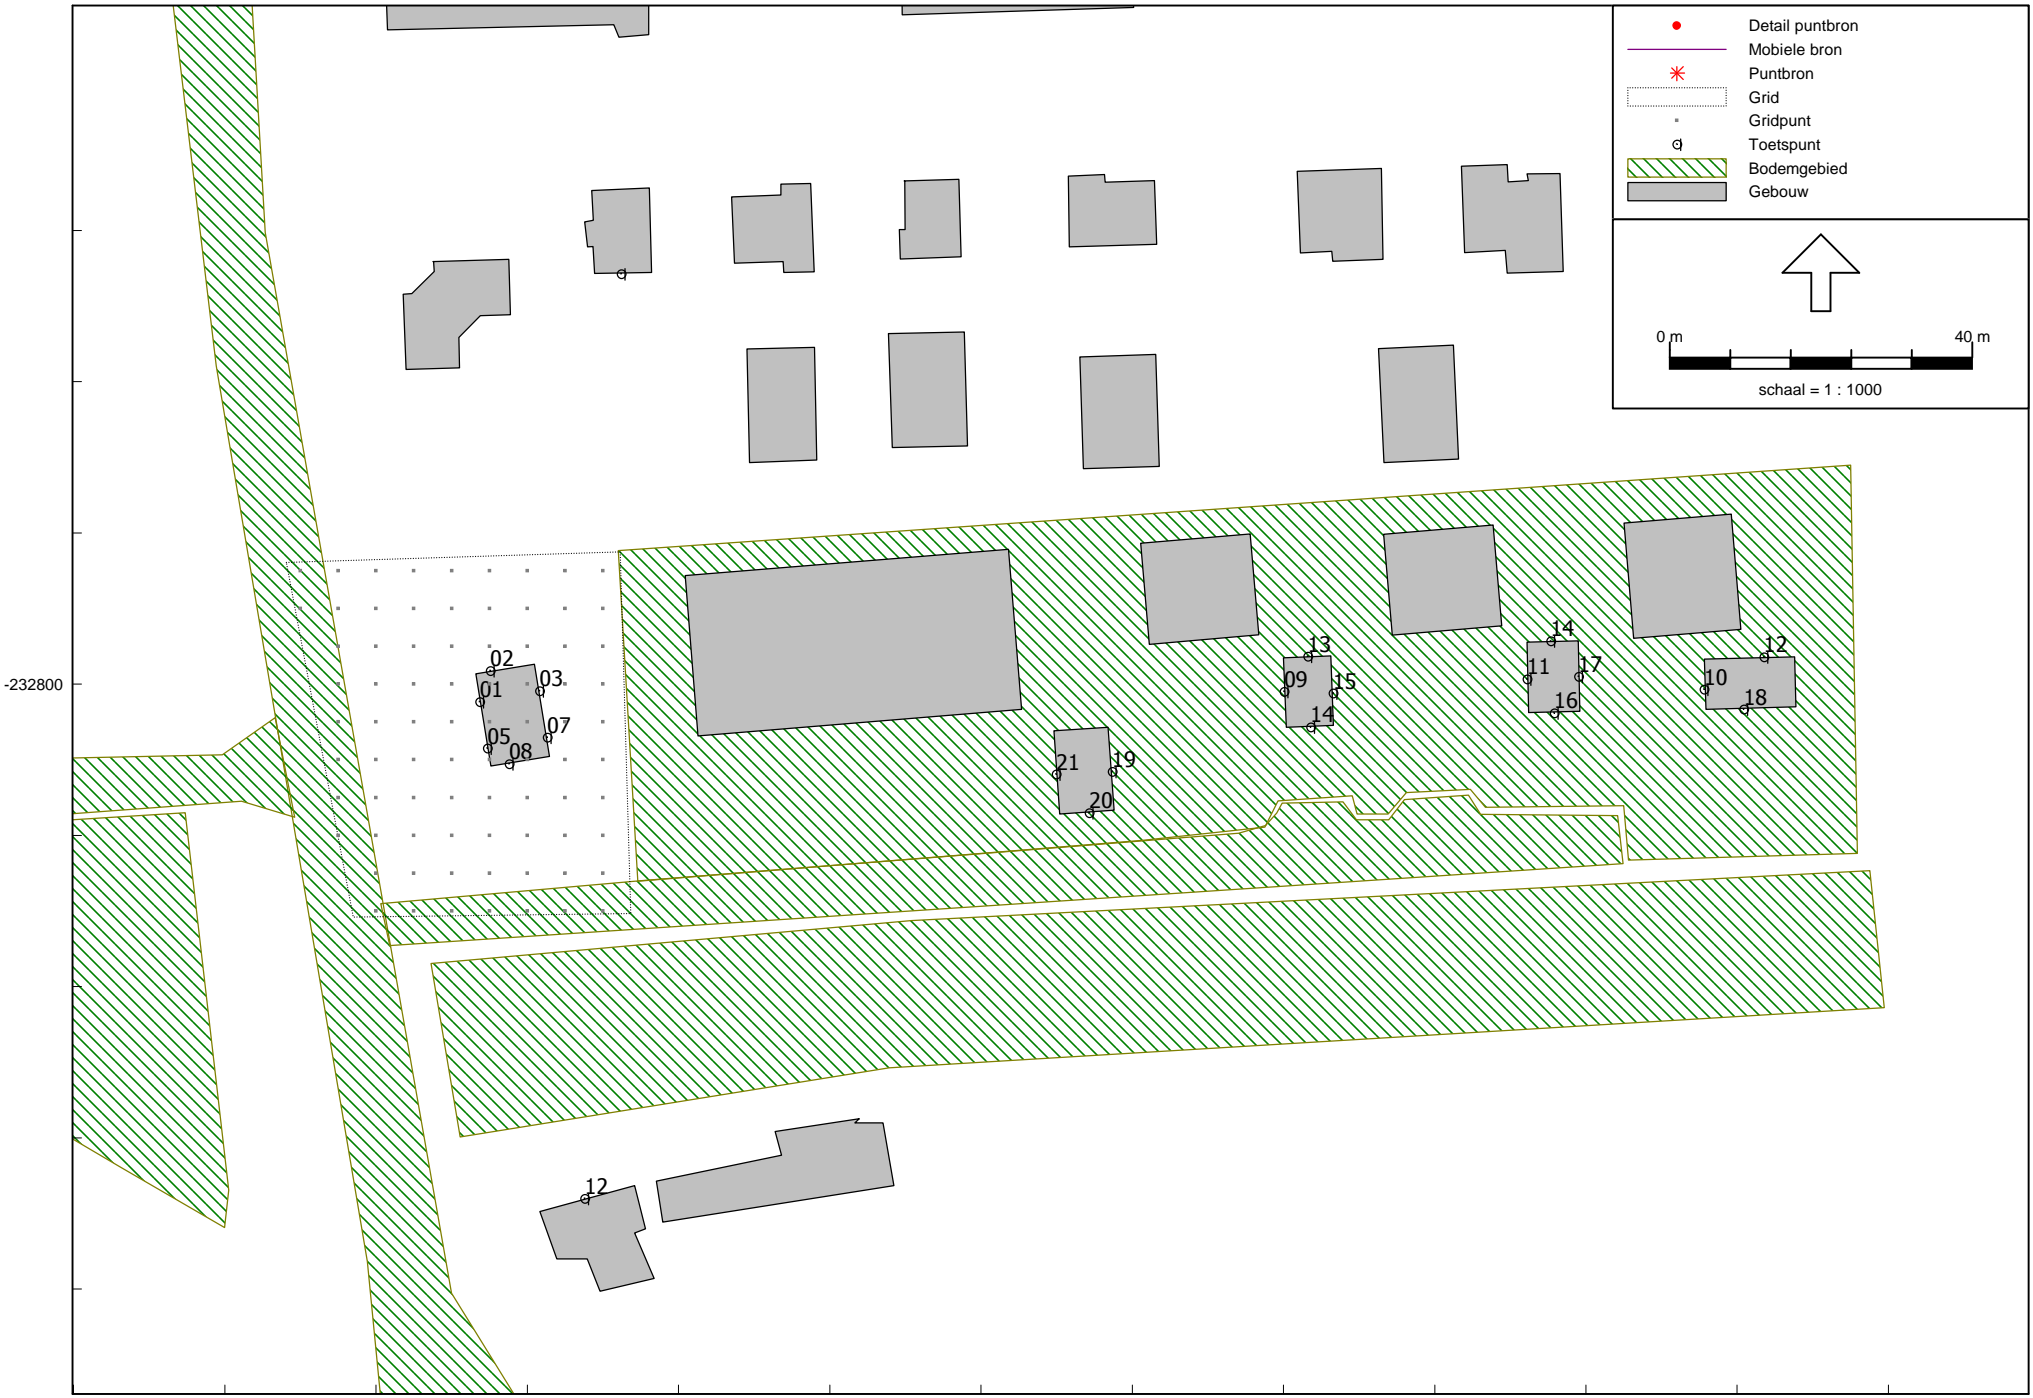 Detail puntbron
Mobiele bron
Puntbron
Grid
Gridpunt
Toetspunt
Bodemgebied
Gebouw
0 m 40 m
schaal = 1 : 1000
-232800
02
03
01
07
05
08
13
09
15
14
14
11
17
16
12
10
18
21
19
20
12